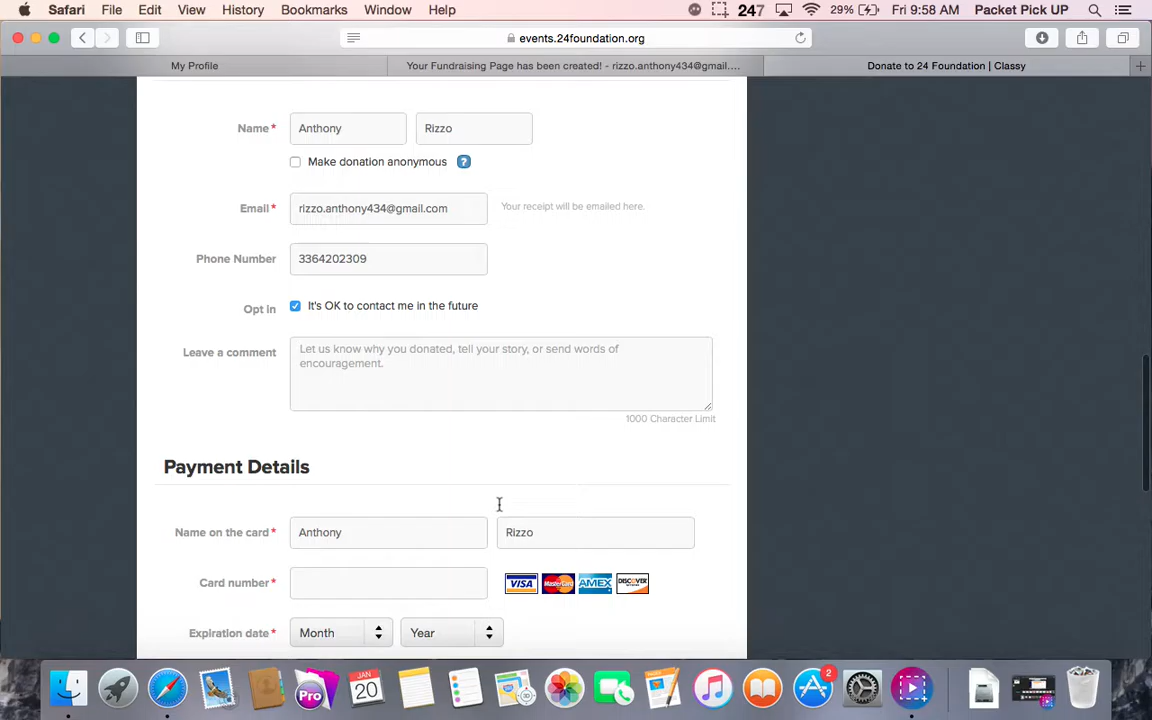 Safari File Edit View History Bookmarks Window Help 247 29% Fri 9:58 AM Packet Pick UP
events.24foundation.org
My Profile Your Fundraising Page has been created! - rizzo.anthony434@gmail.... Donate to 24 Foundation | Classy
Name* Anthony Rizzo
Make donation anonymous ?
Email* rizzo.anthony434@gmail.com Your receipt will be emailed here.
Phone Number 3364202309
Opt in It's OK to contact me in the future
Leave a comment Let us know why you donated, tell your story, or send words of
encouragement.
1000 Character Limit
Payment Details
Name on the card* Anthony Rizzo
Card number* VISA MasterCard AMEX DISCOVER
Expiration date* Month Year
Pro JAN 20 2